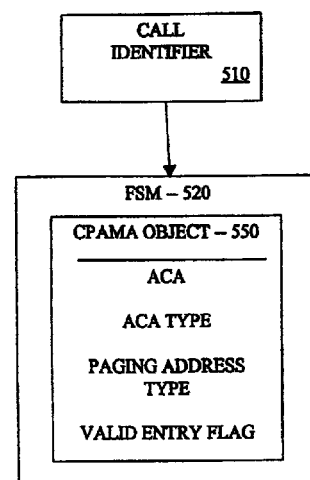 CALL
IDENTIFIER
510
FSM – 520
CPAMA OBJECT – 550
ACA
ACA TYPE
PAGING ADDRESS
TYPE
VALID ENTRY FLAG